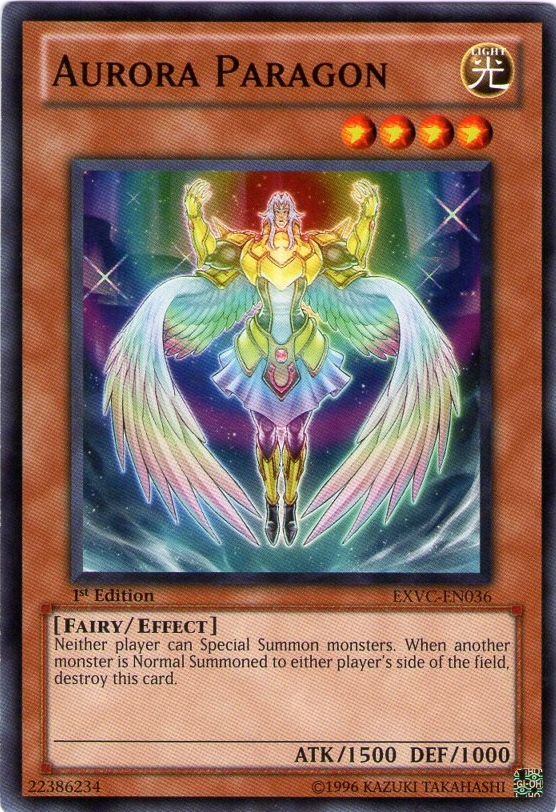 AURORA PARAGON
LIGHT
光
1st Edition
EXVC-EN036
[FAIRY/EFFECT]
Neither player can Special Summon monsters. When another
monster is Normal Summoned to either player's side of the field,
destroy this card.
ATK/1500 DEF/1000
22386234
©1996 KAZUKI TAKAHASHI